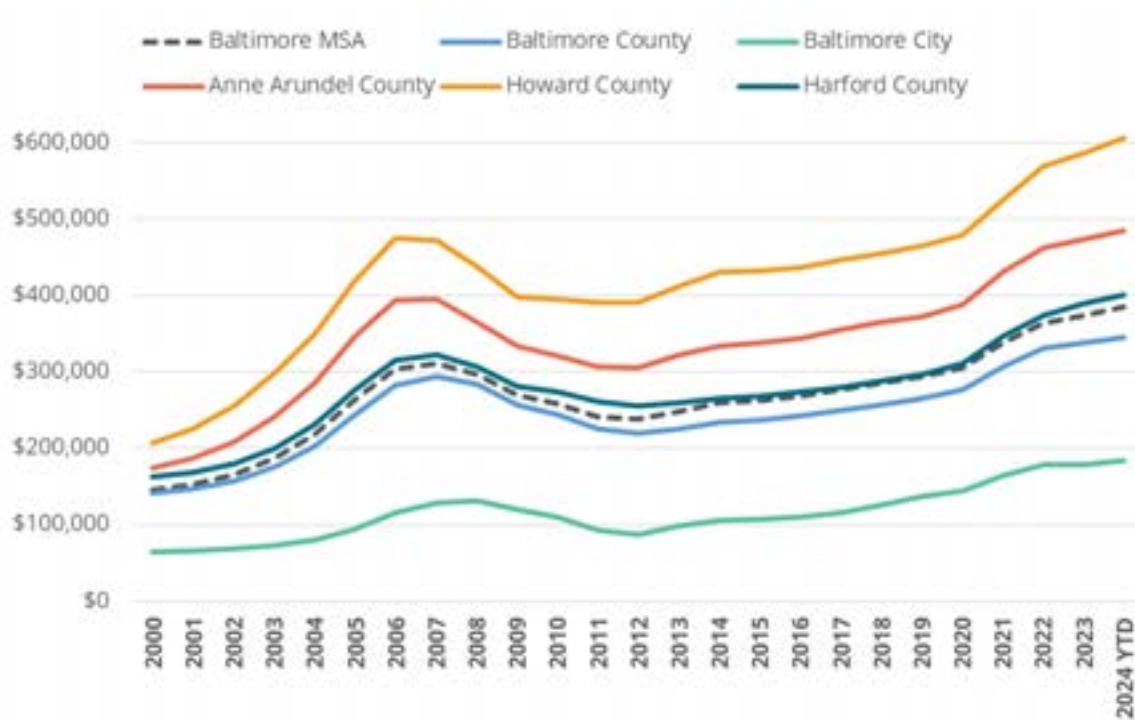 Baltimore MSA Baltimore County Baltimore City
Anne Arundel County Howard County Harford County
$600,000
$500,000
$400,000
$300,000
$200,000
$100,000
$0
2000 2001 2002 2003 2004 2005 2006 2007 2008 2009 2010 2011 2012 2013 2014 2015 2016 2017 2018 2019 2020 2021 2022 2023 2024 YTD